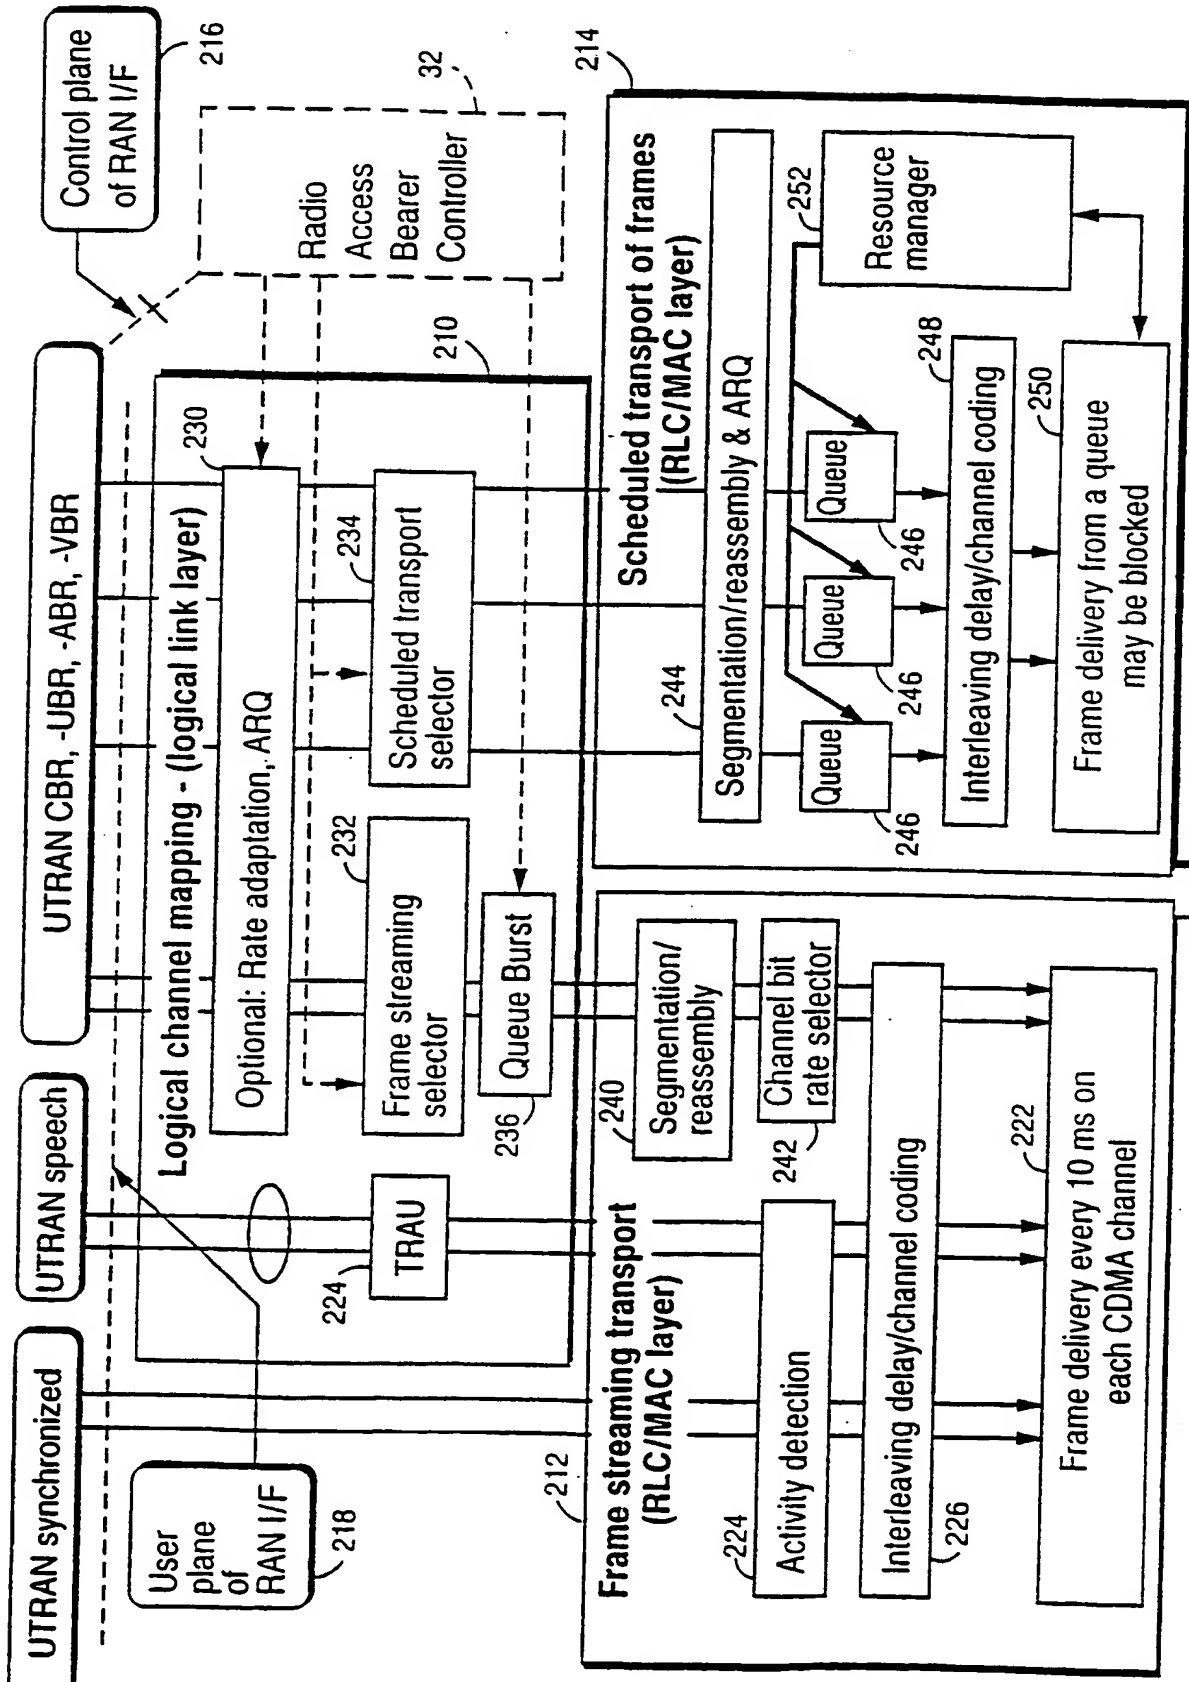 UTRAN synchronized
UTRAN speech
UTRAN CBR, -UBR, -ABR, -VBR
Control plane
of RAN I/F
216
User
plane
of
RAN I/F
218
Radio
Access
Bearer
Controller
32
Logical channel mapping - (logical link layer)
210
Optional: Rate adaptation, ARQ
230
TRAU
224
Frame streaming
selector
232
Scheduled transport
selector
234
Queue Burst
236
212
Frame streaming transport
(RLC/MAC layer)
Segmentation/
reassembly
240
Activity detection
224
Channel bit
rate selector
242
Interleaving delay/channel coding
226
Frame delivery every 10 ms on
each CDMA channel
222
214
Scheduled transport of frames
(RLC/MAC layer)
Segmentation/reassembly & ARQ
244
Queue
246
Queue
246
Queue
246
252
Resource
manager
Interleaving delay/channel coding
248
Frame delivery from a queue
may be blocked
250